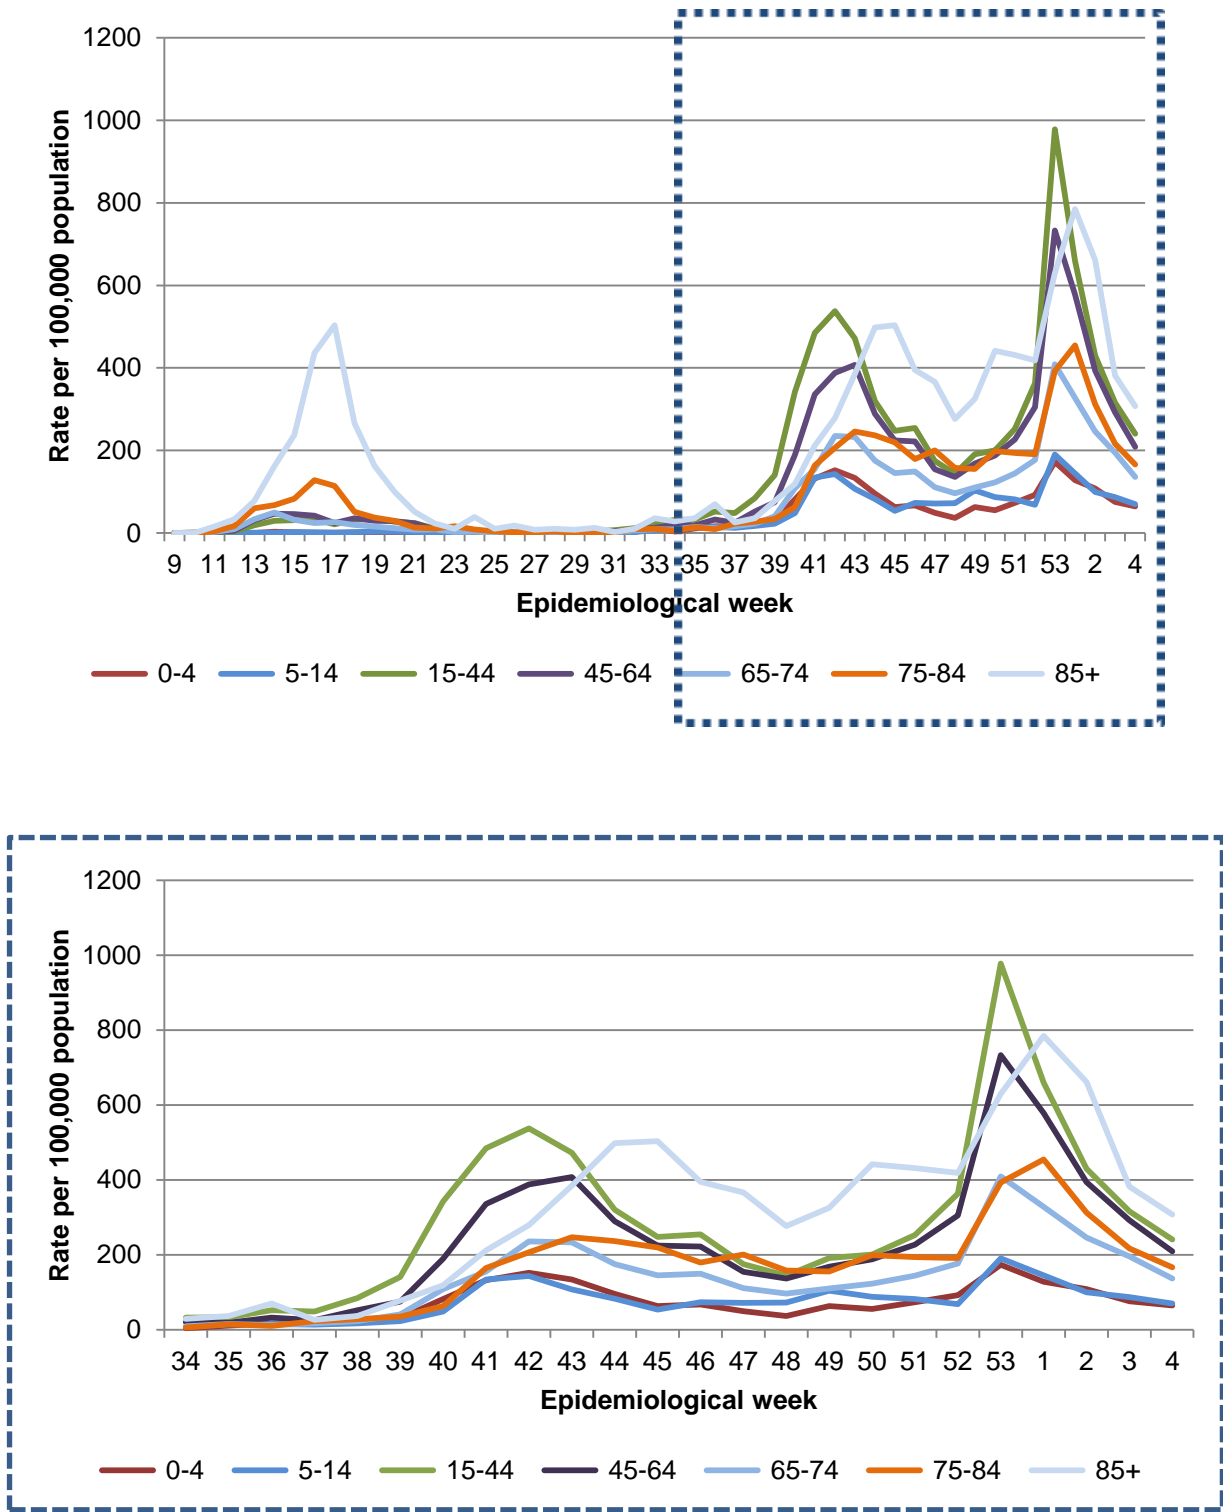 1200
1000
800
600
400
200
0
Rate per 100,000 population
9 11 13 15 17 19 21 23 25 27 29 31 33 35 37 39 41 43 45 47 49 51 53 2 4
Epidemiological week
0-4 5-14 15-44 45-64 65-74 75-84 85+
1200
1000
800
600
400
200
0
Rate per 100,000 population
34 35 36 37 38 39 40 41 42 43 44 45 46 47 48 49 50 51 52 53 1 2 3 4
Epidemiological week
0-4 5-14 15-44 45-64 65-74 75-84 85+